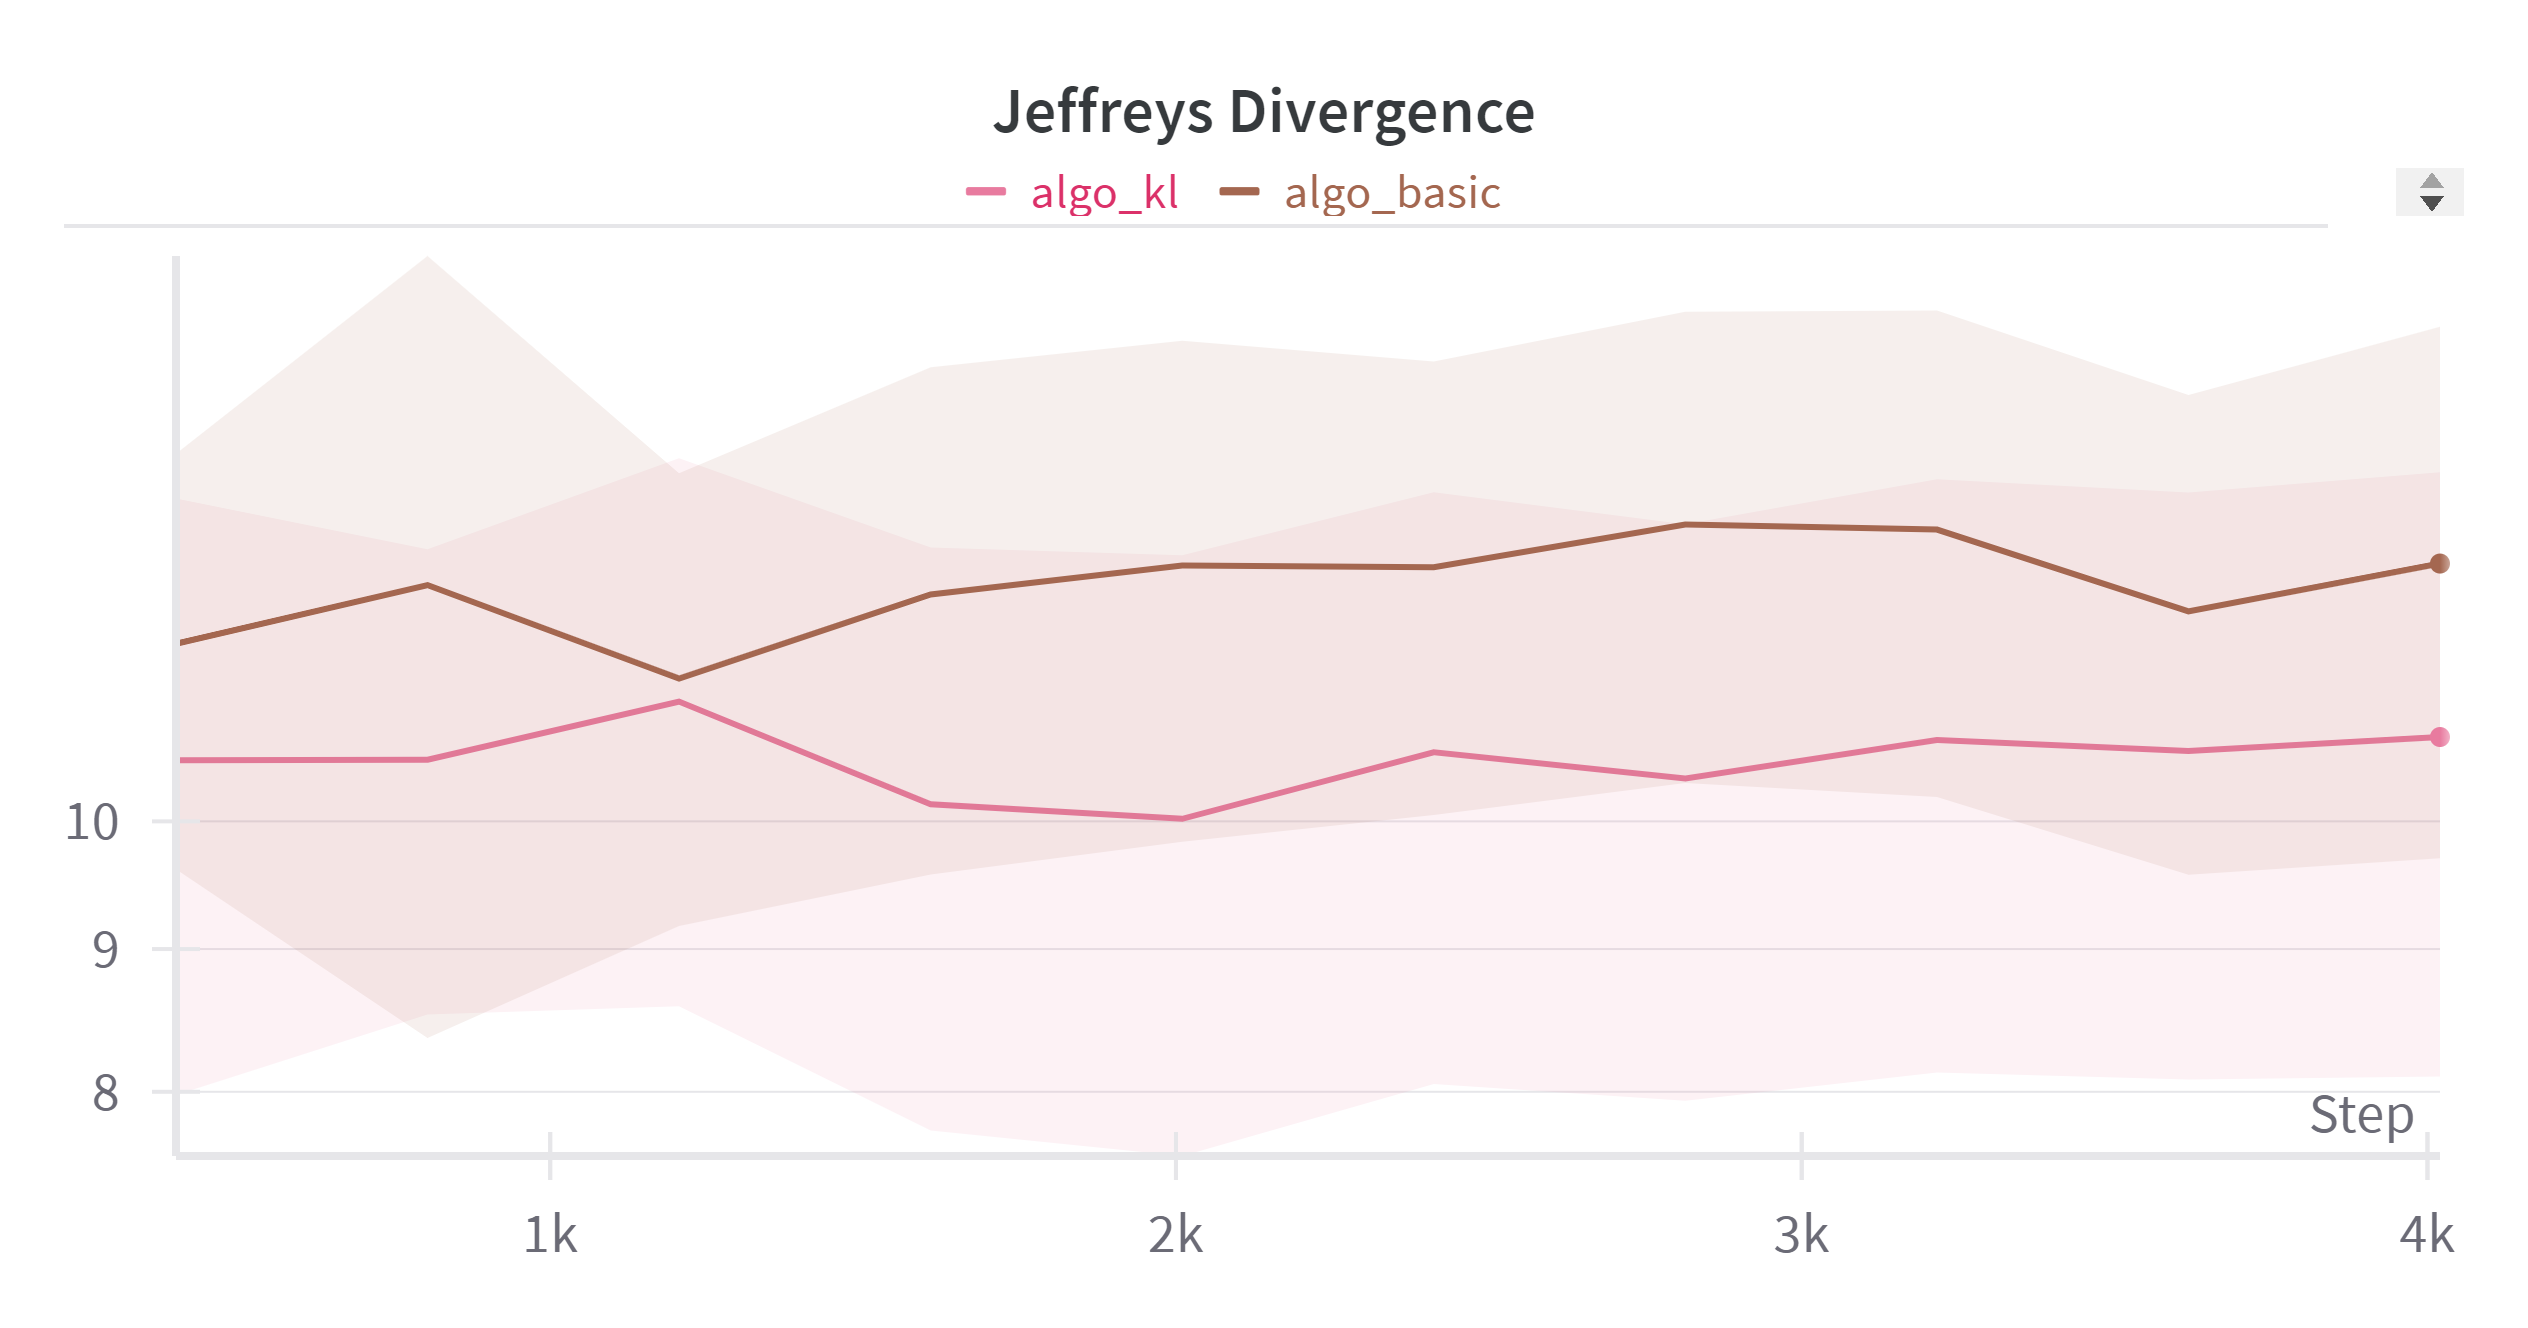 Jeffreys Divergence
algo_kl algo_basic
10
9
8
Step
1k 2k 3k 4k